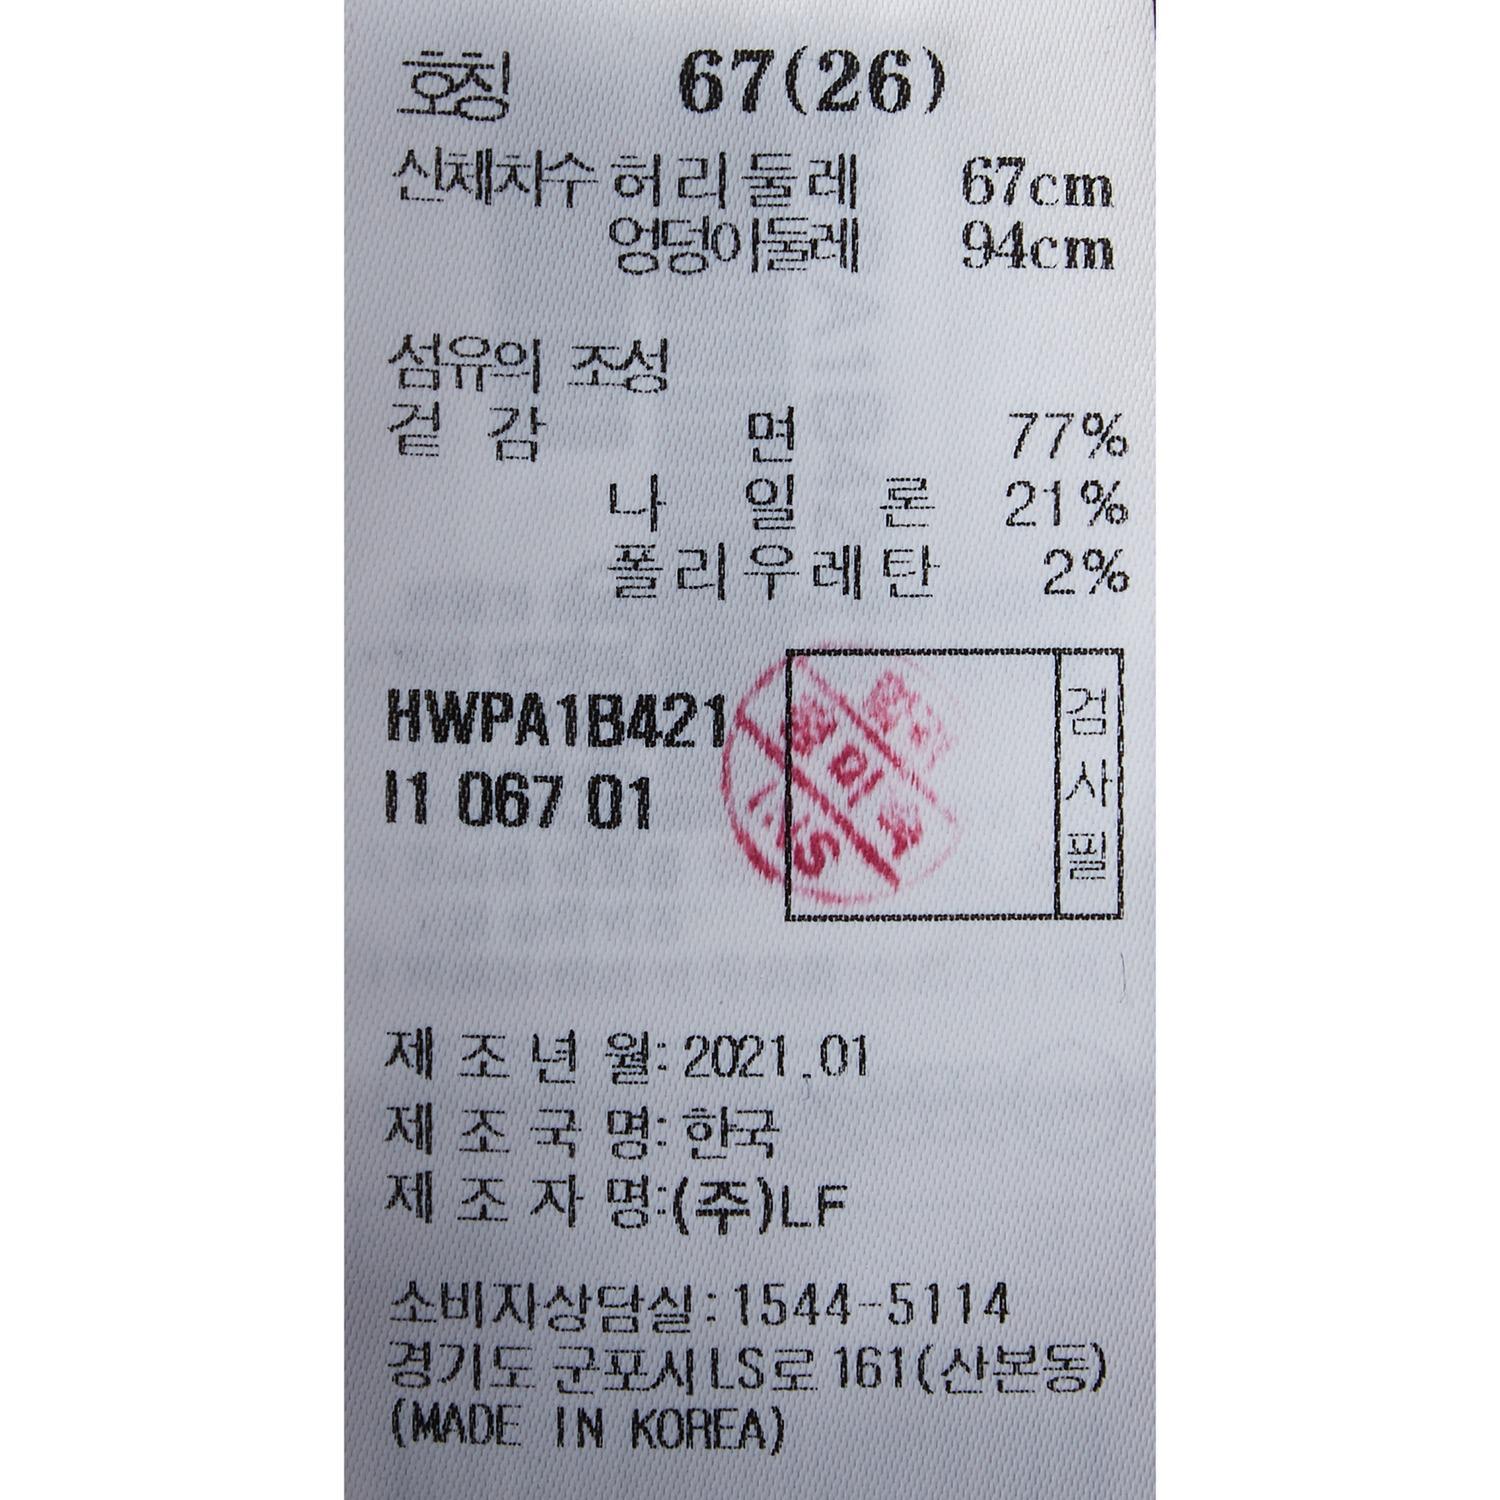 호칭 67(26)
신체치수 허리둘레 67cm
엉덩이둘레 94cm
섬유의 조성
겉 감 면 77%
나 일 론 21%
폴리우레탄 2%
HWPA1B421
I1 067 01
검
사
필
제 조 년 월: 2021.01
제 조 국 명: 한국
제 조 자 명:(주)LF
소비자상담실: 1544-5114
경기도 군포시 LS로 161(산본동)
(MADE IN KOREA)